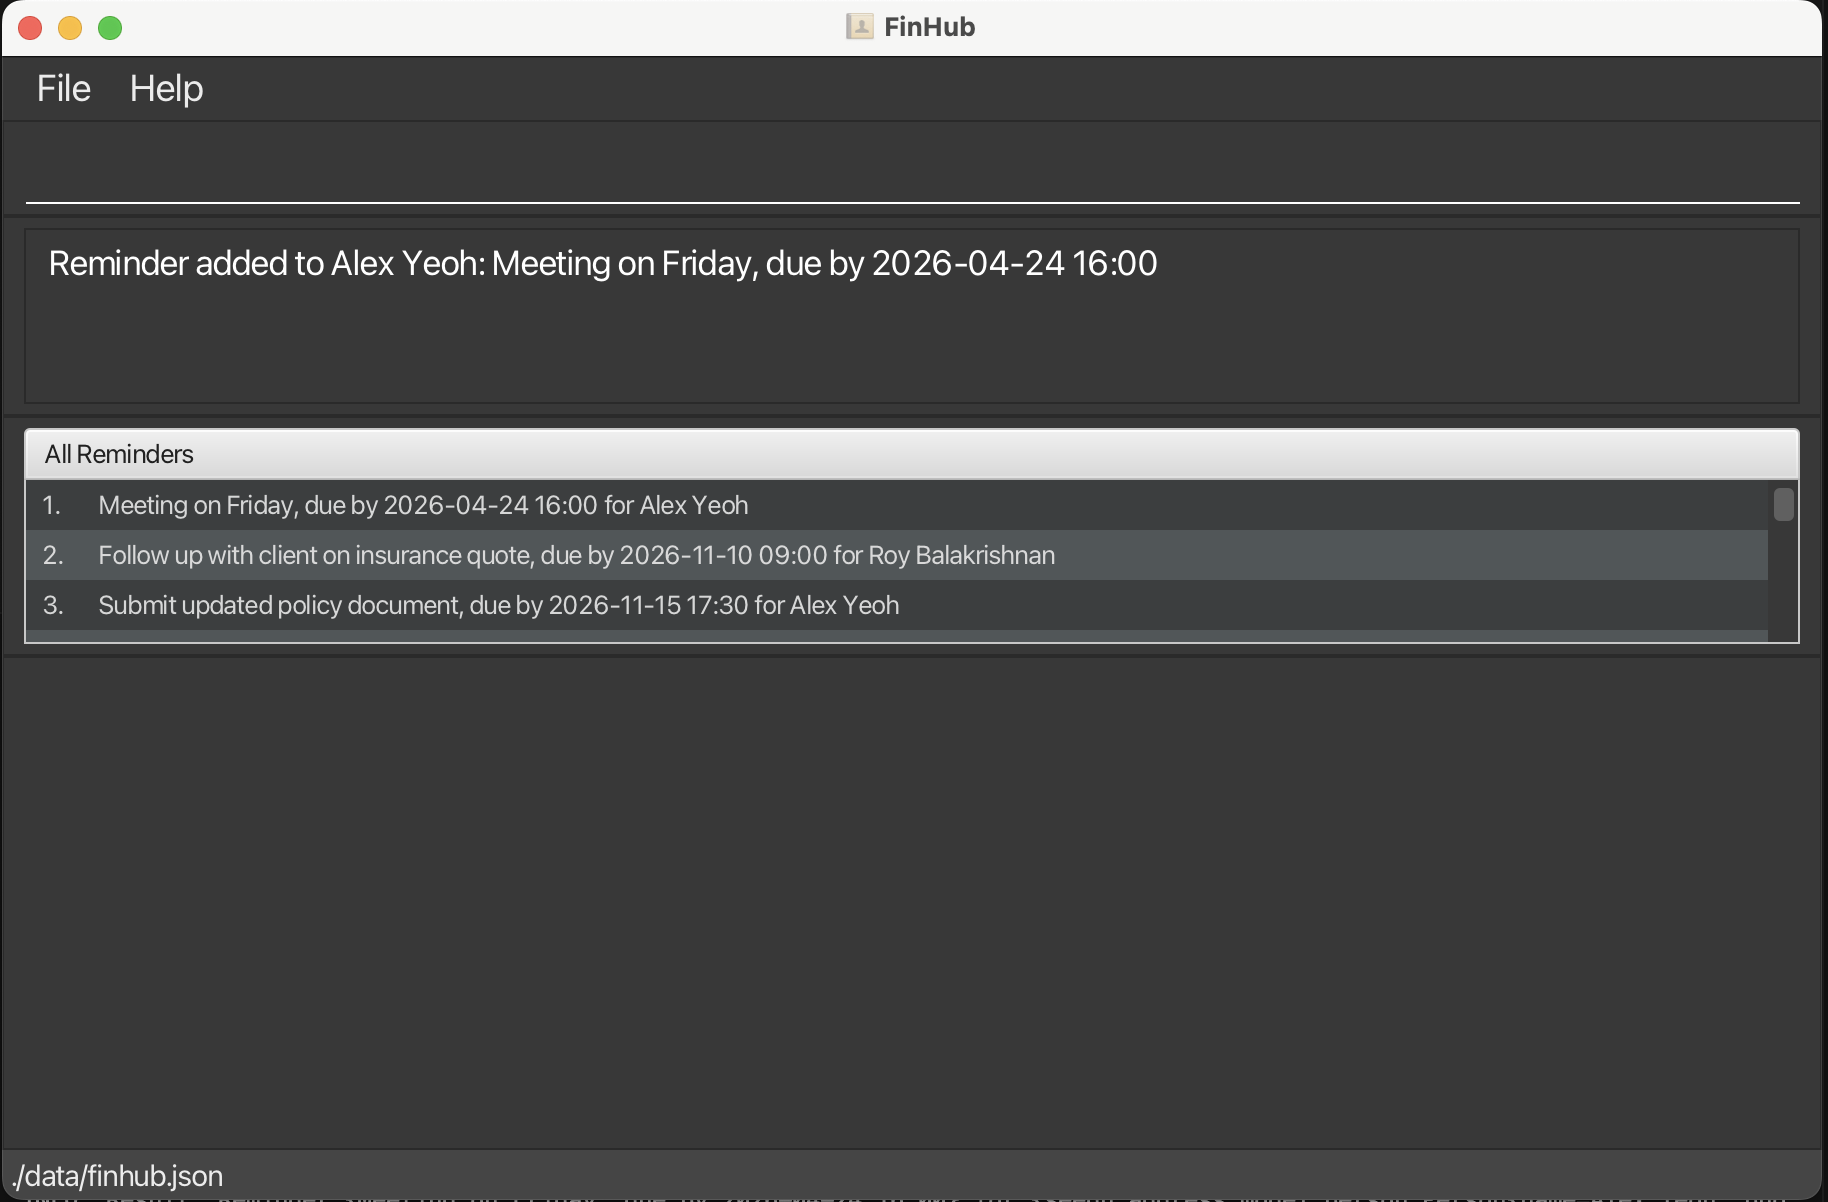 FinHub
File Help
Reminder added to Alex Yeoh: Meeting on Friday, due by 2026-04-24 16:00
All Reminders
1. Meeting on Friday, due by 2026-04-24 16:00 for Alex Yeoh
2. Follow up with client on insurance quote, due by 2026-11-10 09:00 for Roy Balakrishnan
3. Submit updated policy document, due by 2026-11-15 17:30 for Alex Yeoh
./data/finhub.json